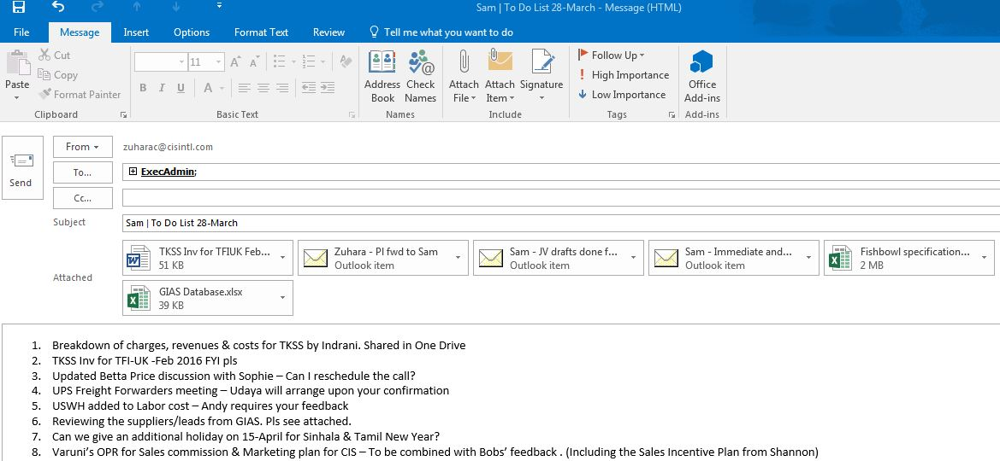 Sam | To Do List 28-March - Message (HTML)
File Message Insert Options Format Text Review Tell me what you want to do
Paste
Cut
Copy
Format Painter
Clipboard
11
B I U A
Basic Text
Address Book
Check Names
Names
Attach File
Attach Item
Signature
Include
Follow Up
High Importance
Low Importance
Tags
Office Add-ins
Add-ins
Send
From zuharac@cisintl.com
To... ExecAdmin;
Cc...
Subject Sam | To Do List 28-March
Attached
TKSS Inv for TFIUK Feb...
51 KB
Zuhara - Pl fwd to Sam
Outlook item
Sam - JV drafts done f...
Outlook item
Sam - Immediate and...
Outlook item
Fishbowl specification...
2 MB
GIAS Database.xlsx
39 KB
1. Breakdown of charges, revenues & costs for TKSS by Indrani. Shared in One Drive
2. TKSS Inv for TFI-UK -Feb 2016 FYI pls
3. Updated Betta Price discussion with Sophie – Can I reschedule the call?
4. UPS Freight Forwarders meeting – Udaya will arrange upon your confirmation
5. USWH added to Labor cost – Andy requires your feedback
6. Reviewing the suppliers/leads from GIAS. Pls see attached.
7. Can we give an additional holiday on 15-April for Sinhala & Tamil New Year?
8. Varuni's OPR for Sales commission & Marketing plan for CIS – To be combined with Bobs' feedback . (Including the Sales Incentive Plan from Shannon)